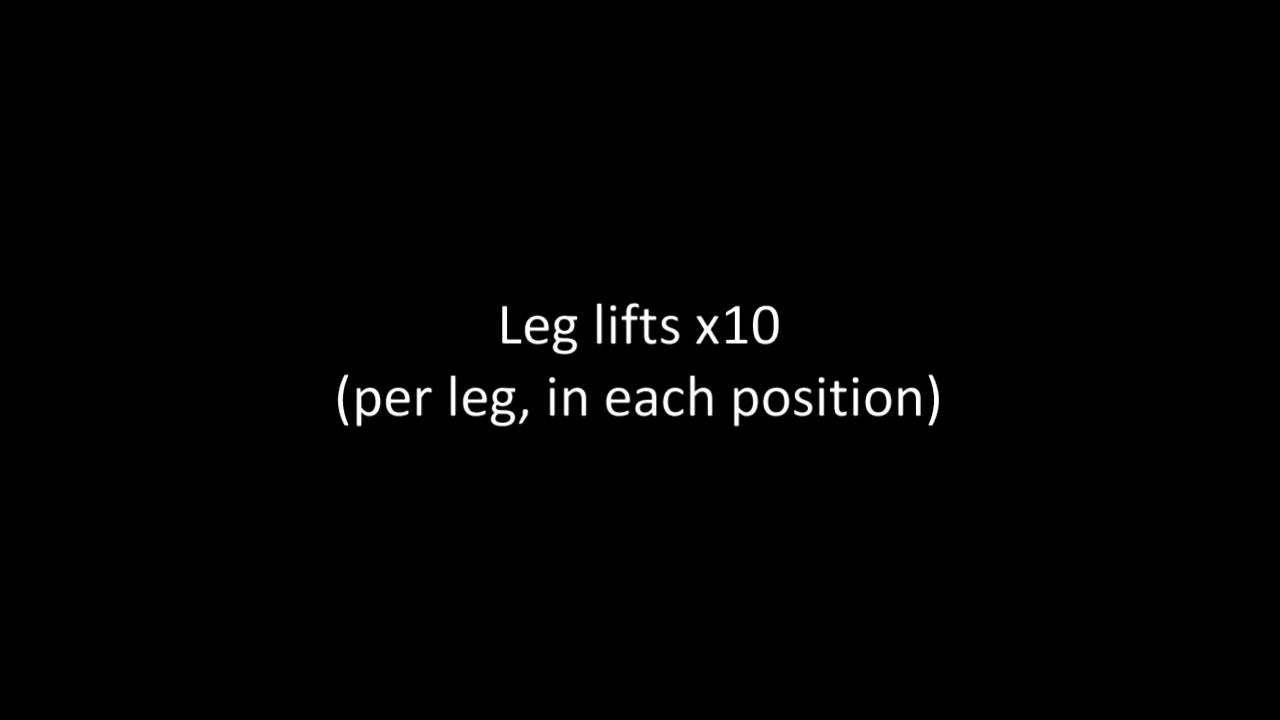 Leg lifts x10
(per leg, in each position)